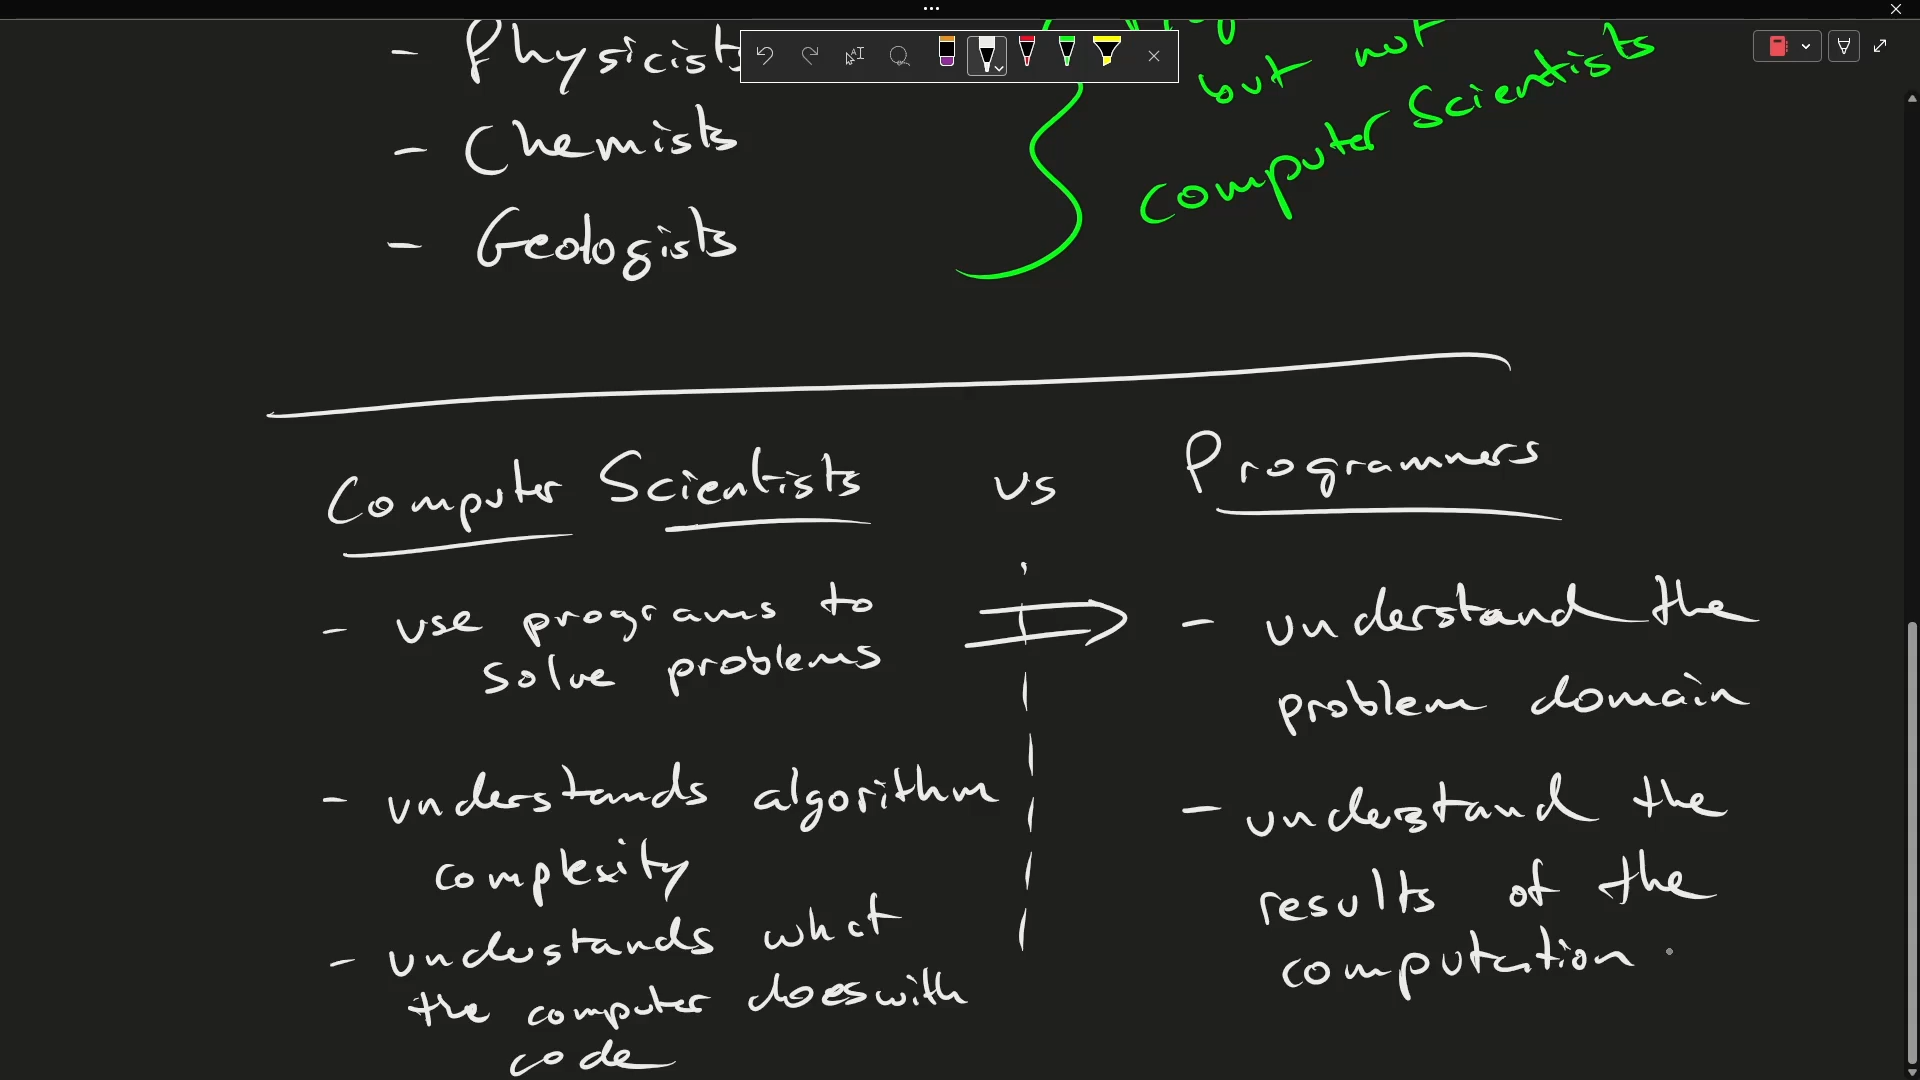 - Physicists
but not
- Chemists
Computer Scientists
- Geologists
Computer Scientists vs Programmers
- use programs to
solve problems
- understand the
problem domain
- understands algorithm
complexity
- understand the
results of the
computation.
- understands what
the computer does with
code